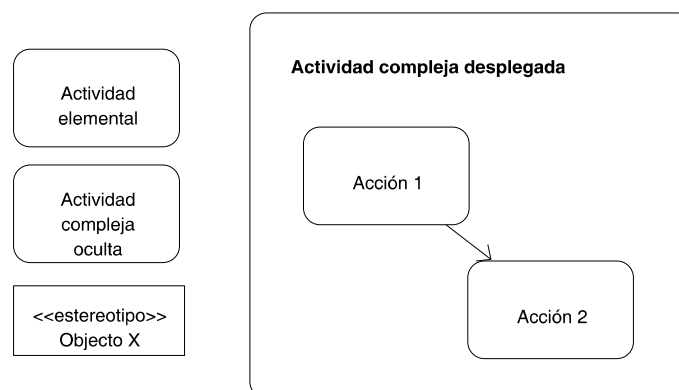 Actividad
elemental
Actividad
compleja
oculta
<<estereotipo>>
Objecto X
Actividad compleja desplegada
Acción 1
Acción 2